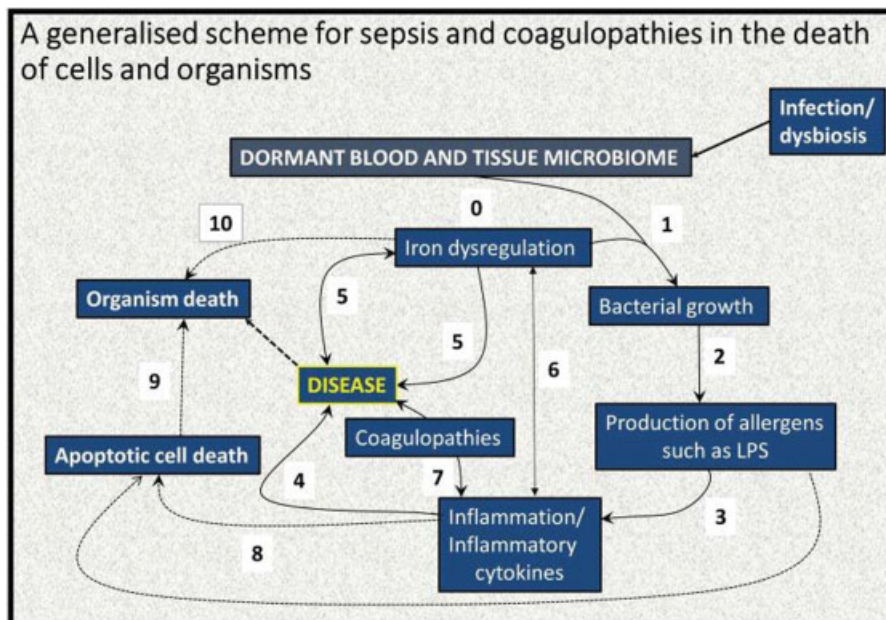 A generalised scheme for sepsis and coagulopathies in the death
of cells and organisms
Infection/
dysbiosis
DORMANT BLOOD AND TISSUE MICROBIOME
0
1
10
Iron dysregulation
Organism death
5
Bacterial growth
5
2
9
6
DISEASE
Production of allergens
such as LPS
Coagulopathies
Apoptotic cell death
4
7
3
Inflammation/
Inflammatory
cytokines
8